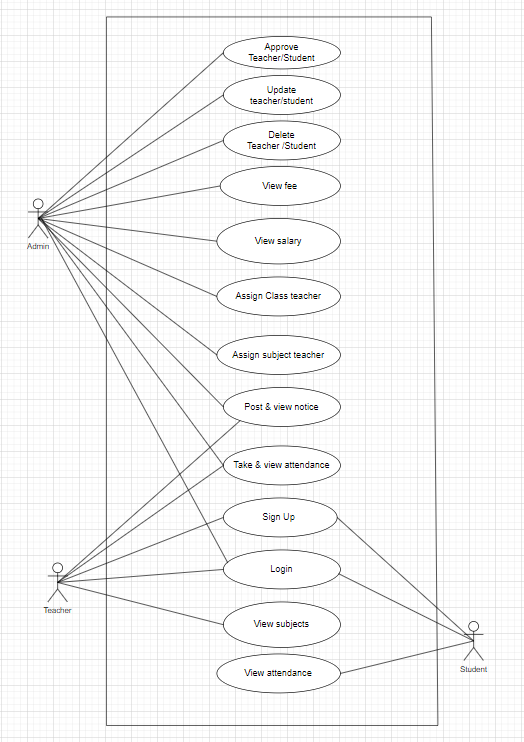 Approve
Teacher/Student
Update
teacher/student
Delete
Teacher /Student
View fee
Admin
View salary
Assign Class teacher
Assign subject teacher
Post & view notice
Take & view attendance
Sign Up
Login
Teacher
View subjects
Student
View attendance